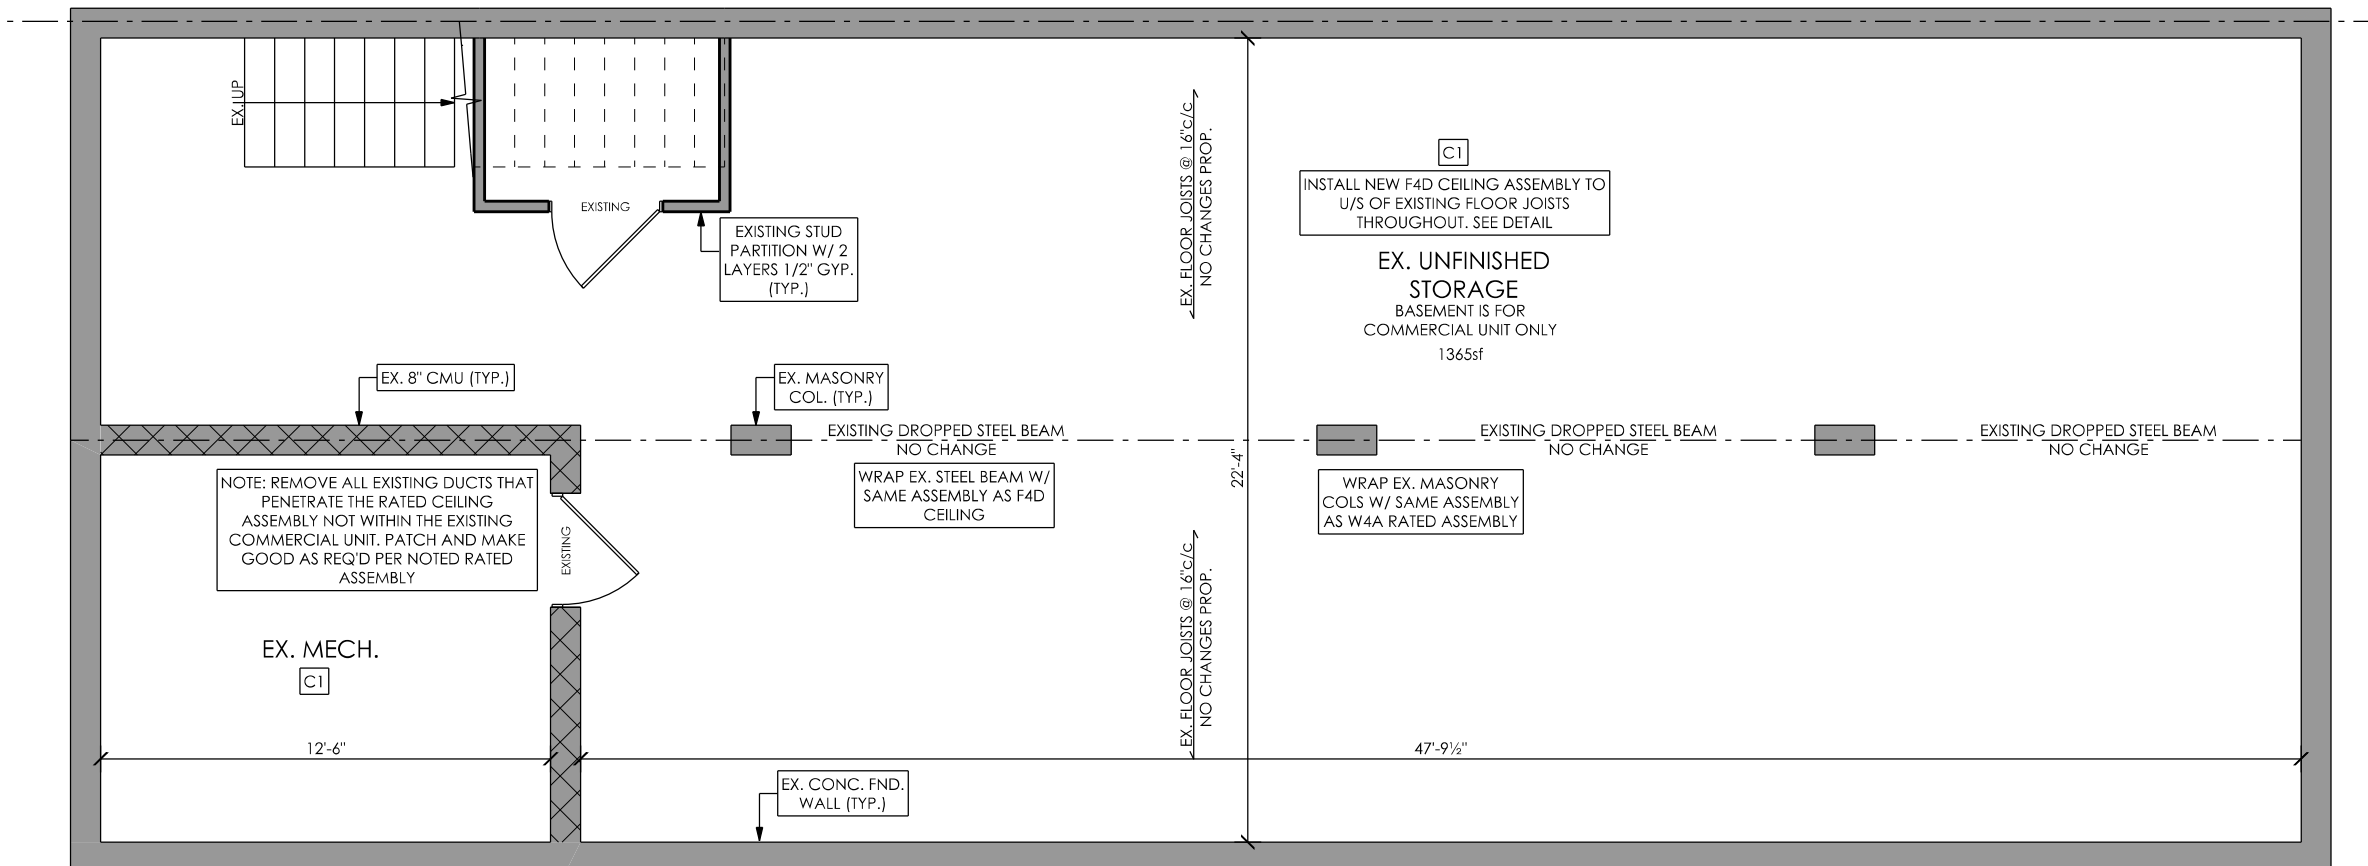 EX. UP
EXISTING
EXISTING STUD
PARTITION W/ 2
LAYERS 1/2" GYP.
(TYP.)
EX. FLOOR JOISTS @ 16"c/c
NO CHANGES PROP.
C1
INSTALL NEW F4D CEILING ASSEMBLY TO
U/S OF EXISTING FLOOR JOISTS
THROUGHOUT. SEE DETAIL
EX. UNFINISHED
STORAGE
BASEMENT IS FOR
COMMERCIAL UNIT ONLY
1365sf
EX. 8" CMU (TYP.)
EX. MASONRY
COL. (TYP.)
EXISTING DROPPED STEEL BEAM
NO CHANGE
EXISTING DROPPED STEEL BEAM
NO CHANGE
EXISTING DROPPED STEEL BEAM
NO CHANGE
22'-4"
NOTE: REMOVE ALL EXISTING DUCTS THAT
PENETRATE THE RATED CEILING
ASSEMBLY NOT WITHIN THE EXISTING
COMMERCIAL UNIT. PATCH AND MAKE
GOOD AS REQ'D PER NOTED RATED
ASSEMBLY
EXISTING
WRAP EX. STEEL BEAM W/
SAME ASSEMBLY AS F4D
CEILING
WRAP EX. MASONRY
COLS W/ SAME ASSEMBLY
AS W4A RATED ASSEMBLY
EX. FLOOR JOISTS @ 16"c/c
NO CHANGES PROP.
EX. MECH.
C1
12'-6"
47'-9½"
EX. CONC. FND.
WALL (TYP.)